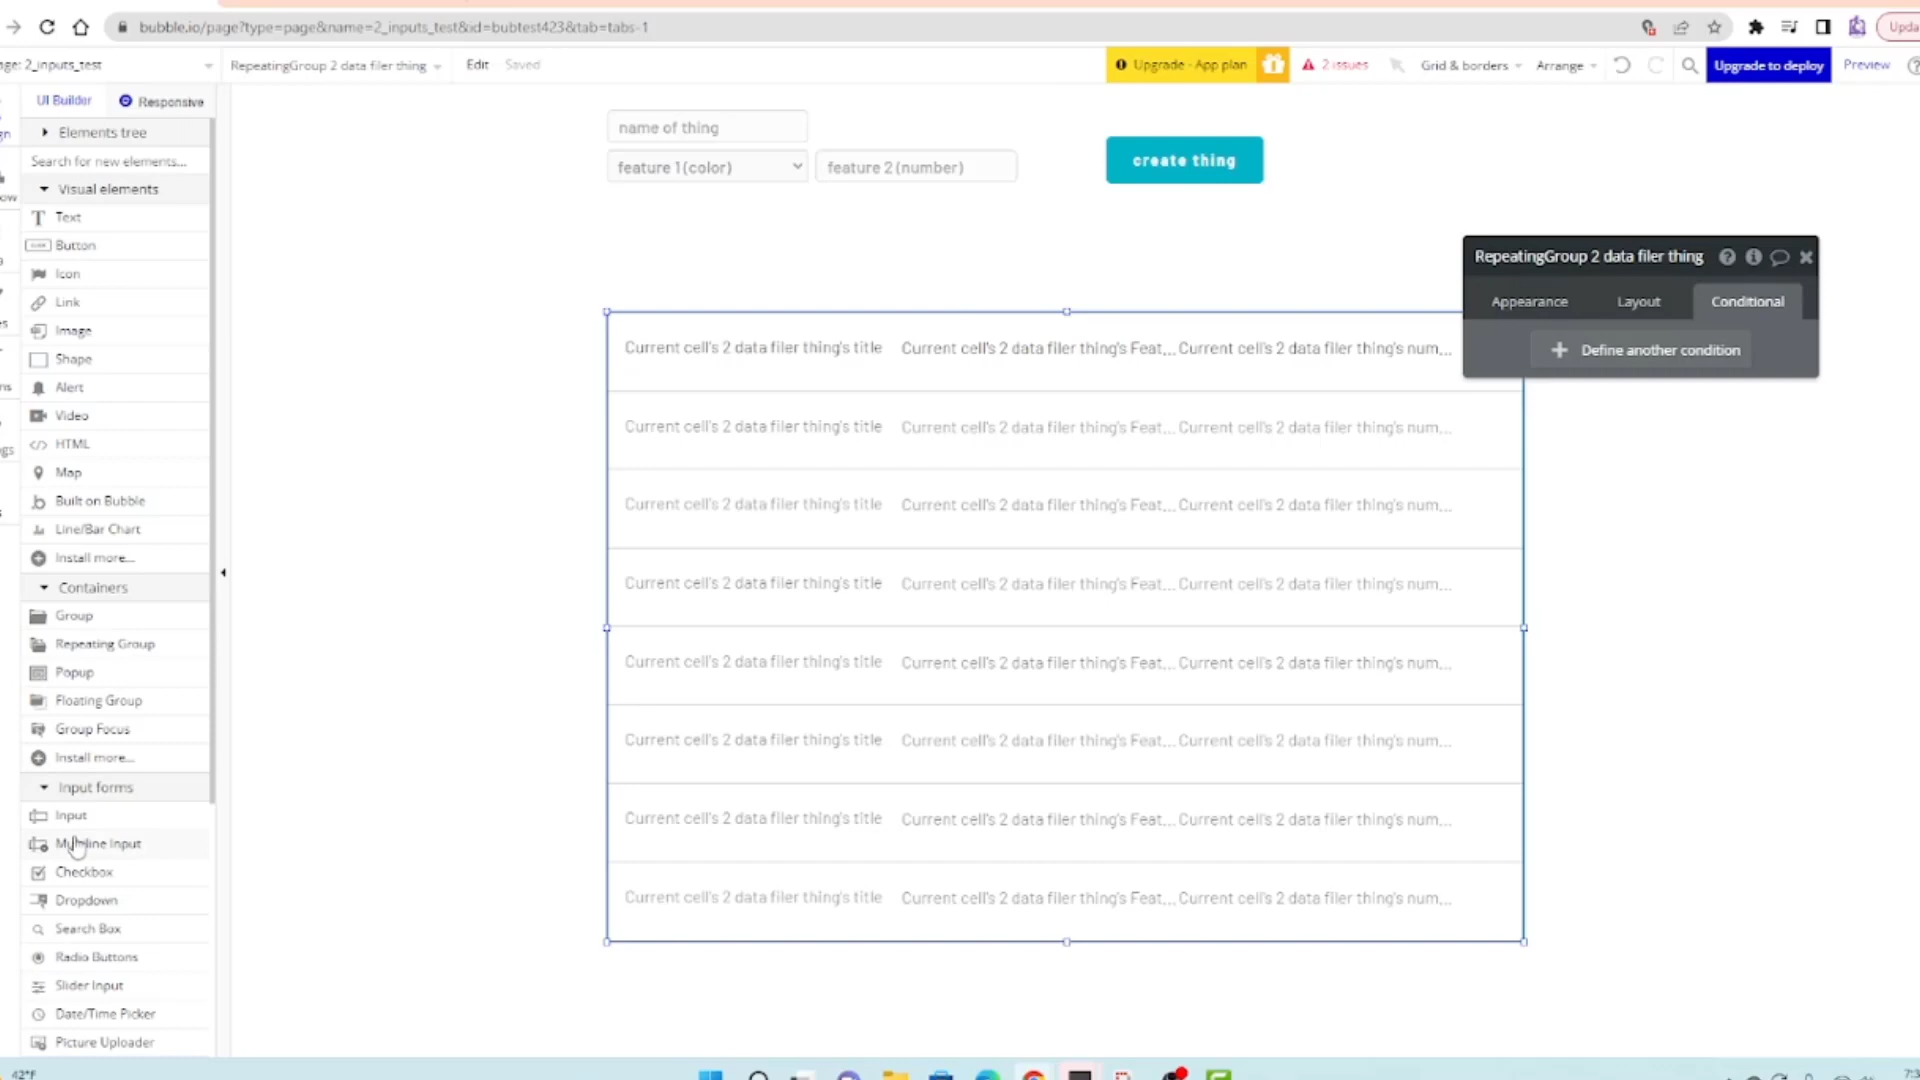 bubble.io/page?type=page&name=2_inputs_test&id=bubtest423&tab=tabs-1
Upda
age: 2_inputs_test
RepeatingGroup 2 data filer thing
Edit
Saved
Upgrade - App plan
2 issues
Grid & borders
Arrange
Upgrade to deploy
Preview
UI Builder
Responsive
Elements tree
Search for new elements...
Visual elements
Text
Button
Icon
Link
Image
Shape
Alert
Video
HTML
Map
Built on Bubble
Line/Bar Chart
Install more...
Containers
Group
Repeating Group
Popup
Floating Group
Group Focus
Install more...
Input forms
Input
Multiline Input
Checkbox
Dropdown
Search Box
Radio Buttons
Slider Input
Date/Time Picker
Picture Uploader
name of thing
feature 1(color)
feature 2 (number)
create thing
RepeatingGroup 2 data filer thing
Appearance
Layout
Conditional
Define another condition
Current cell's 2 data filer thing's title Current cell's 2 data filer thing's Feat... Current cell's 2 data filer thing's num...
Current cell's 2 data filer thing's title Current cell's 2 data filer thing's Feat... Current cell's 2 data filer thing's num...
Current cell's 2 data filer thing's title Current cell's 2 data filer thing's Feat... Current cell's 2 data filer thing's num...
Current cell's 2 data filer thing's title Current cell's 2 data filer thing's Feat... Current cell's 2 data filer thing's num...
Current cell's 2 data filer thing's title Current cell's 2 data filer thing's Feat... Current cell's 2 data filer thing's num...
Current cell's 2 data filer thing's title Current cell's 2 data filer thing's Feat... Current cell's 2 data filer thing's num...
Current cell's 2 data filer thing's title Current cell's 2 data filer thing's Feat... Current cell's 2 data filer thing's num...
Current cell's 2 data filer thing's title Current cell's 2 data filer thing's Feat... Current cell's 2 data filer thing's num...
42°F
7:3